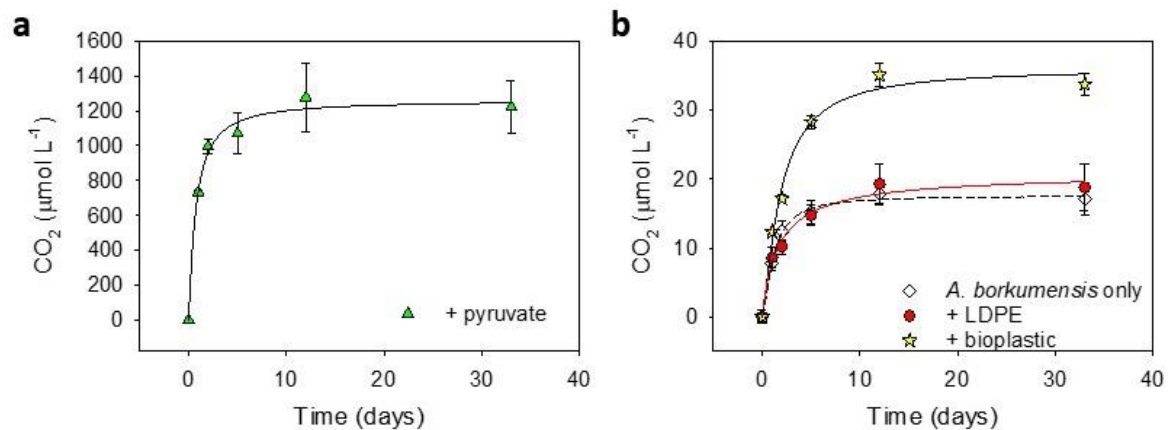 a
1600
1400
1200
1000
800
600
400
200
0
CO₂ (μmol L⁻¹)
+ pyruvate
0 10 20 30 40
Time (days)
b
40
30
20
10
0
CO₂ (μmol L⁻¹)
A. borkumensis only
+ LDPE
+ bioplastic
0 10 20 30 40
Time (days)